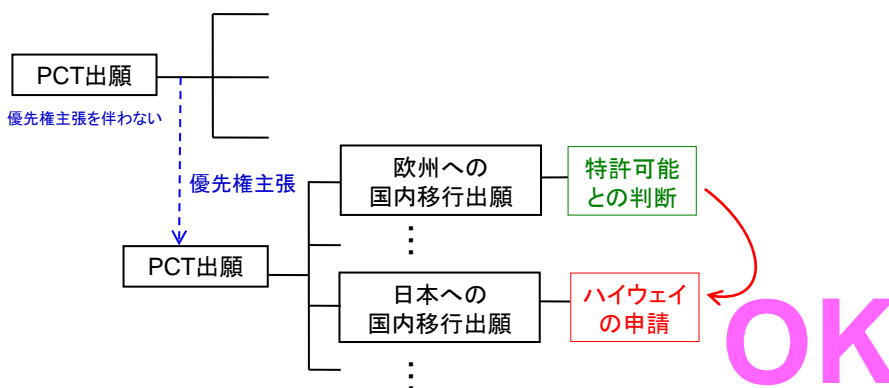 PCT出願
優先権主張を伴わない
優先権主張
PCT出願
欧州への
国内移行出願
特許可能
との判断
日本への
国内移行出願
ハイウェイ
の申請
OK